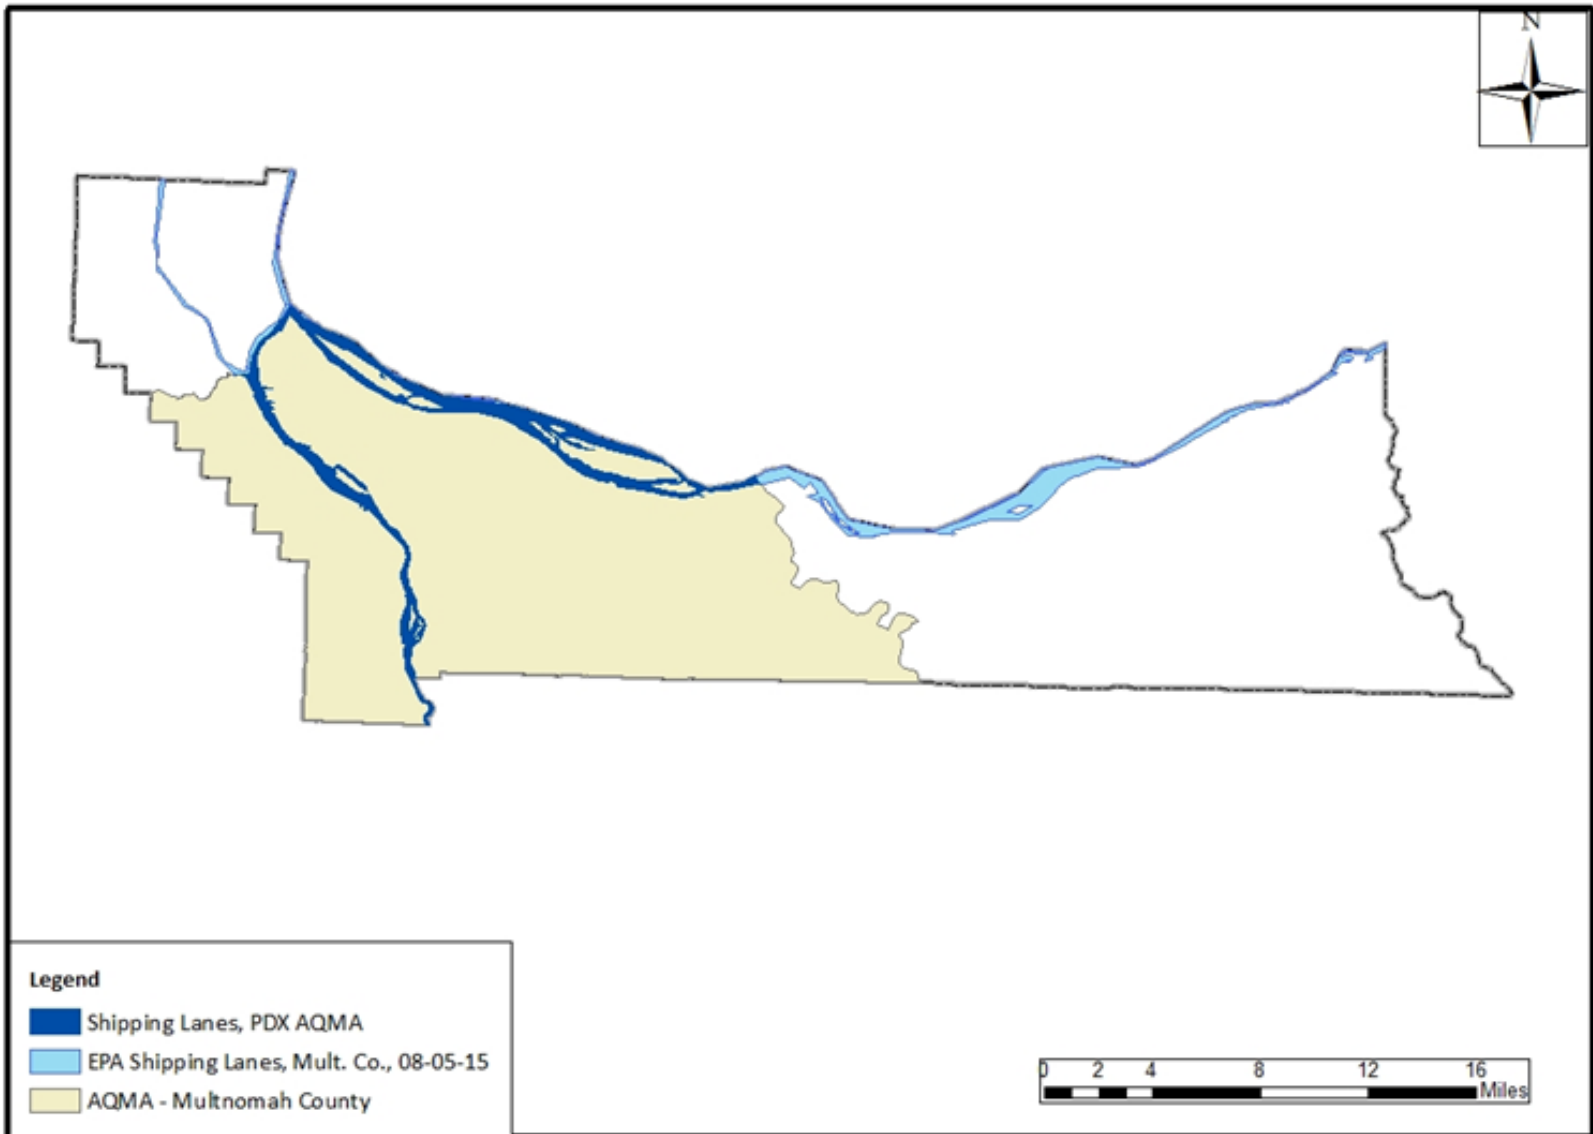 N
Legend
Shipping Lanes, PDX AQMA
EPA Shipping Lanes, Mult. Co., 08-05-15
AQMA - Multnomah County
0 2 4 8 12 16
Miles